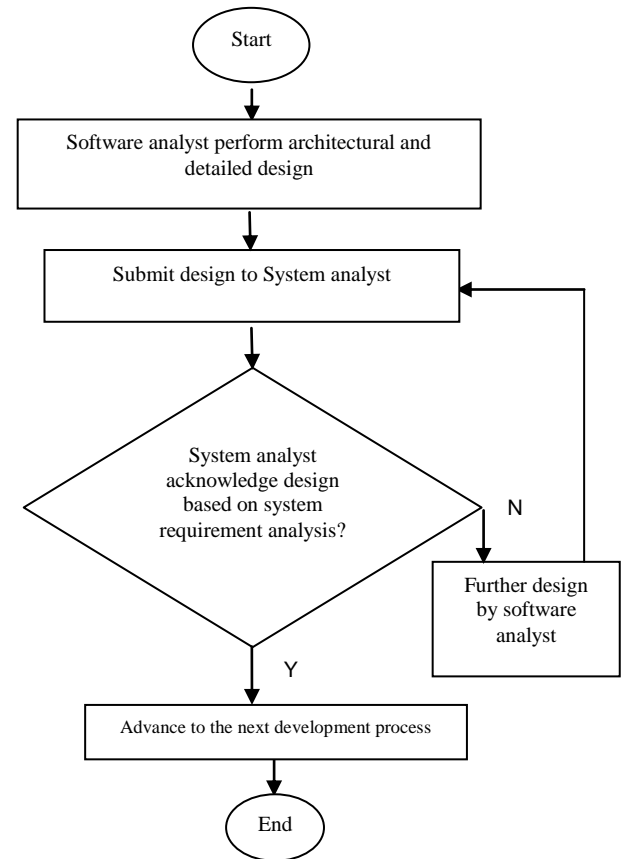 Start
Software analyst perform architectural and
detailed design
Submit design to System analyst
System analyst
acknowledge design
based on system
requirement analysis?
N
Further design
by software
analyst
Y
Advance to the next development process
End